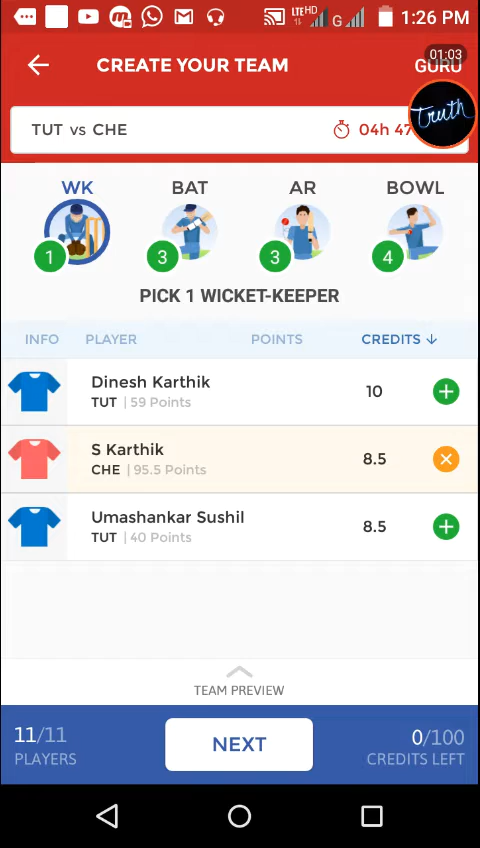 LTE HD G 1:26 PM
CREATE YOUR TEAM
01:03
GURU
Truth
TUT vs CHE
04h 47
WK BAT AR BOWL
1 3 3 4
PICK 1 WICKET-KEEPER
INFO PLAYER POINTS CREDITS ↓
Dinesh Karthik
TUT | 59 Points
10
S Karthik
CHE | 95.5 Points
8.5
Umashankar Sushil
TUT | 40 Points
8.5
TEAM PREVIEW
11/11
PLAYERS
NEXT
0/100
CREDITS LEFT